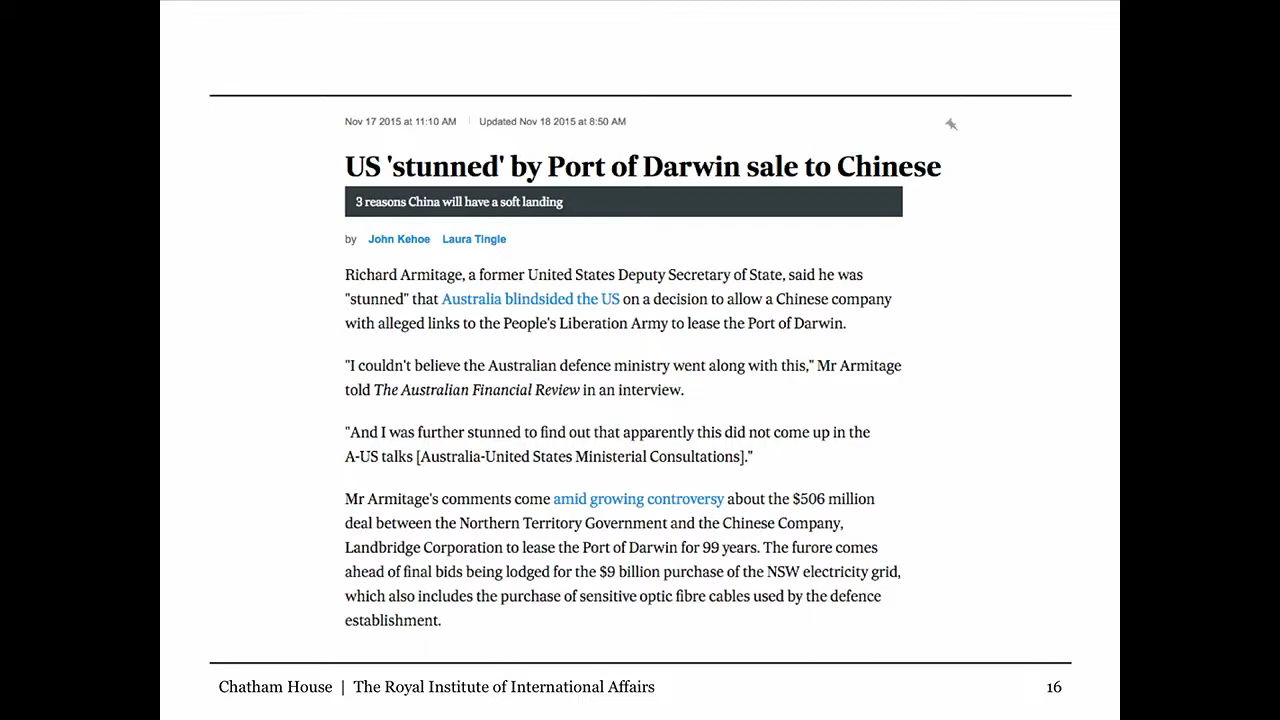 Nov 17 2015 at 11:10 AM | Updated Nov 18 2015 at 8:50 AM
US 'stunned' by Port of Darwin sale to Chinese
3 reasons China will have a soft landing
by John Kehoe Laura Tingle
Richard Armitage, a former United States Deputy Secretary of State, said he was
"stunned" that Australia blindsided the US on a decision to allow a Chinese company
with alleged links to the People's Liberation Army to lease the Port of Darwin.
"I couldn't believe the Australian defence ministry went along with this," Mr Armitage
told The Australian Financial Review in an interview.
"And I was further stunned to find out that apparently this did not come up in the
A-US talks [Australia-United States Ministerial Consultations]."
Mr Armitage's comments come amid growing controversy about the $506 million
deal between the Northern Territory Government and the Chinese Company,
Landbridge Corporation to lease the Port of Darwin for 99 years. The furore comes
ahead of final bids being lodged for the $9 billion purchase of the NSW electricity grid,
which also includes the purchase of sensitive optic fibre cables used by the defence
establishment.
Chatham House | The Royal Institute of International Affairs
16